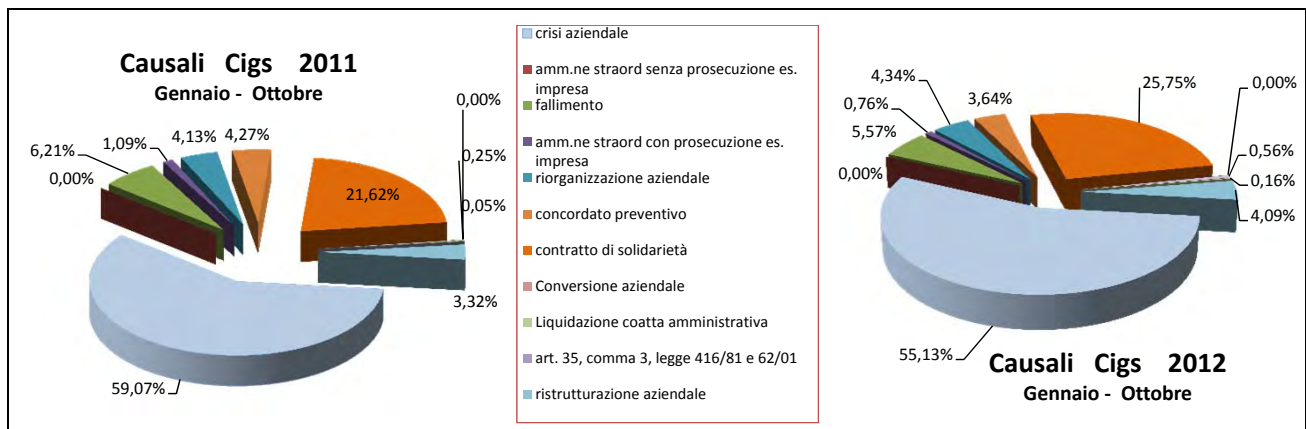 Causali Cigs 2011
Gennaio - Ottobre
0,00%
6,21%
1,09%
4,13%
4,27%
21,62%
0,00%
0,25%
0,05%
3,32%
59,07%
crisi aziendale
amm.ne straord senza prosecuzione es.
impresa
fallimento
amm.ne straord con prosecuzione es.
impresa
riorganizzazione aziendale
concordato preventivo
contratto di solidarietà
Conversione aziendale
Liquidazione coatta amministrativa
art. 35, comma 3, legge 416/81 e 62/01
ristrutturazione aziendale
0,00%
5,57%
0,76%
4,34%
3,64%
25,75%
0,00%
0,56%
0,16%
4,09%
55,13%
Causali Cigs 2012
Gennaio - Ottobre